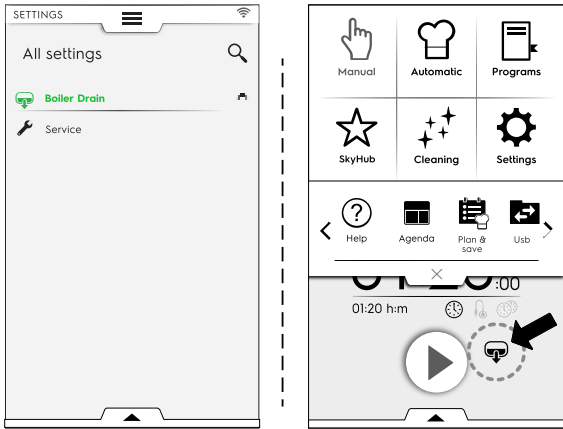 SETTINGS
All settings
Boiler Drain
Service
Manual
Automatic
Programs
SkyHub
Cleaning
Settings
Help
Agenda
Plan &
save
Usb
:00
01:20 h:m